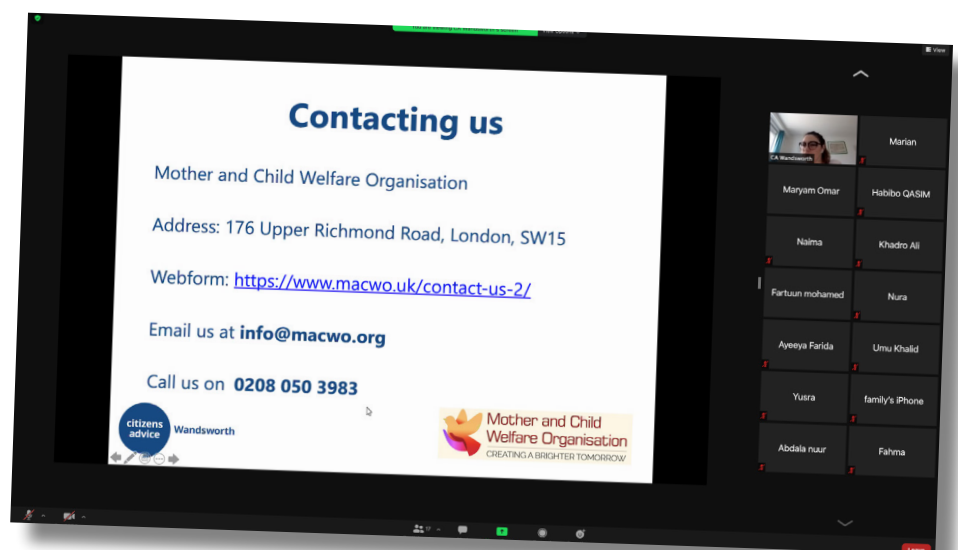 View
Contacting us
Mother and Child Welfare Organisation
Address: 176 Upper Richmond Road, London, SW15
Webform: https://www.macwo.uk/contact-us-2/
Email us at info@macwo.org
Call us on 0208 050 3983
citizens
advice
Wandsworth
Mother and Child
Welfare Organisation
CREATING A BRIGHTER TOMORROW
CA Wandsworth
Marian
Maryam Omar
Habibo QASIM
Naima
Khadro Ali
Fartuun mohamed
Nura
Ayeeya Farida
Umu Khalid
Yusra
family's iPhone
Abdala nuur
Fahma
17